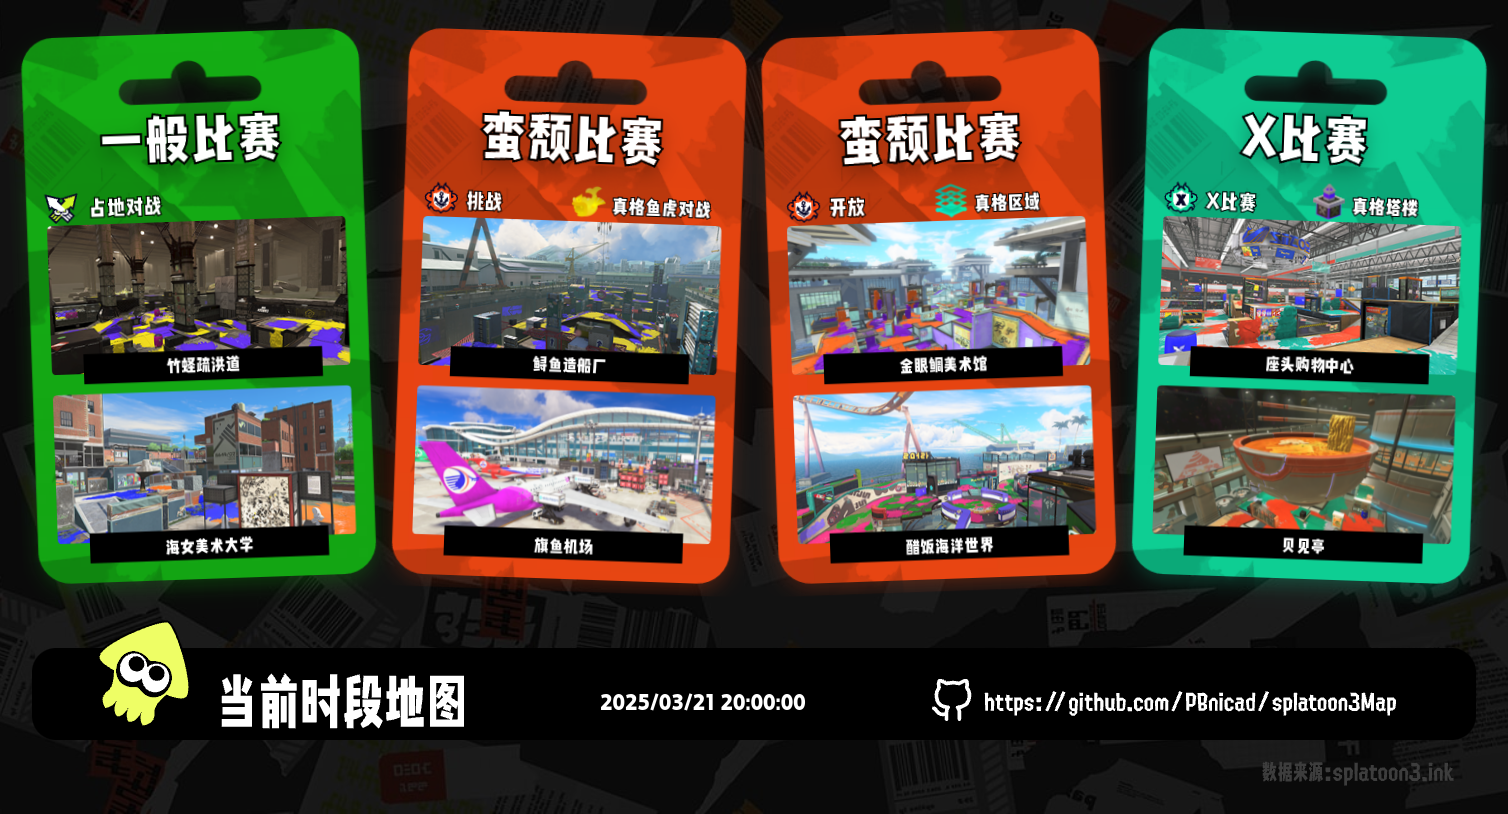 一般比赛
占地对战
竹蛏疏洪道
海女美术大学
蛮颓比赛
挑战
真格鱼虎对战
鲟鱼造船厂
旗鱼机场
蛮颓比赛
开放
真格区域
金眼鲷美术馆
醋饭海洋世界
X比赛
X比赛
真格塔楼
座头购物中心
贝见亭
当前时段地图
2025/03/21 20:00:00
https://github.com/PBnicad/splatoon3Map
数据来源:splatoon3.ink